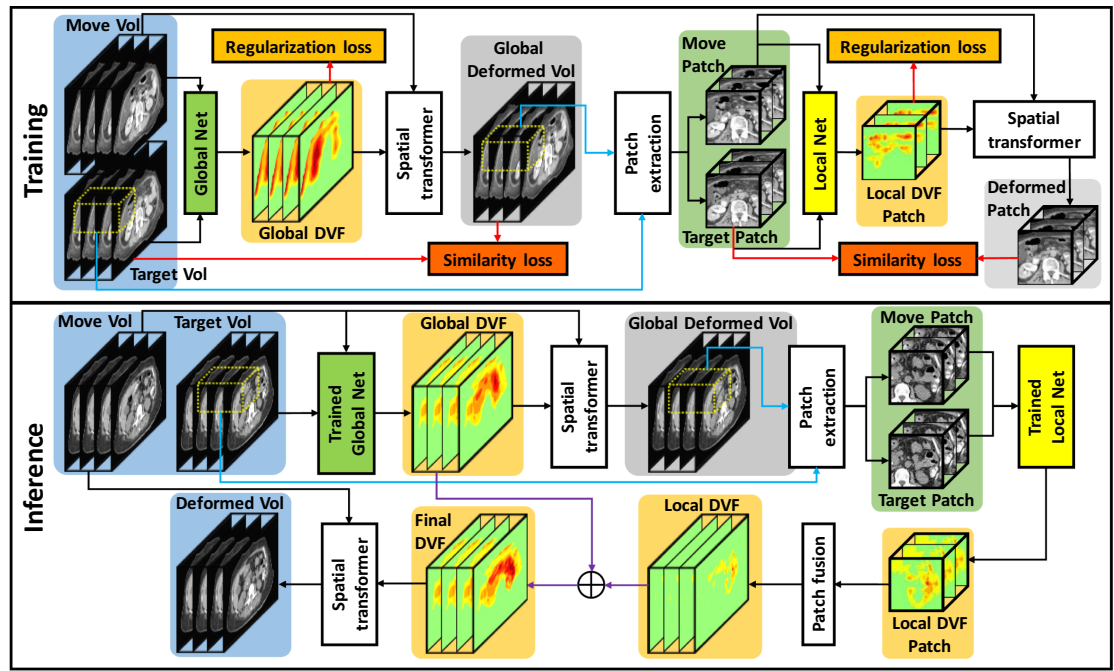 Training
Move Vol
Target Vol
Global Net
Regularization loss
Global DVF
Spatial
transformer
Global
Deformed Vol
Similarity loss
Patch
extraction
Move
Patch
Target Patch
Local Net
Regularization loss
Local DVF
Patch
Spatial
transformer
Deformed
Patch
Similarity loss
Inference
Move Vol
Target Vol
Trained
Global Net
Global DVF
Spatial
transformer
Global Deformed Vol
Patch
extraction
Move Patch
Target Patch
Trained
Local Net
Deformed Vol
Spatial
transformer
Final
DVF
Local DVF
Patch fusion
Local DVF
Patch